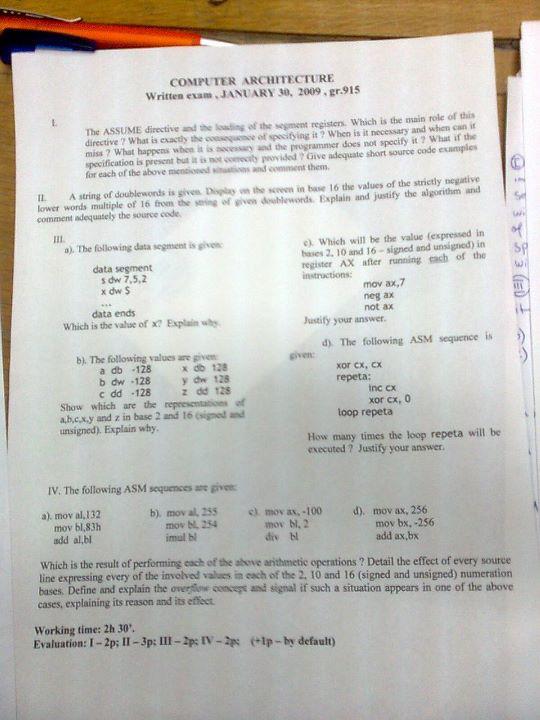 COMPUTER ARCHITECTURE
Written exam , JANUARY 30, 2009 , gr.915
I.
The ASSUME directive and the loading of the segment registers. Which is the main role of this
directive ? What is exactly the consequence of specifying it ? When is it necessary and when can it
miss ? What happens when it is necessary and the programmer does not specify it ? What if the
specification is present but it is not correctly provided ? Give adequate short source code examples
for each of the above mentioned situations and comment them.
II. A string of doublewords is given. Display on the screen in base 16 the values of the strictly negative
lower words multiple of 16 from the string of given doublewords. Explain and justify the algorithm and
comment adequately the source code.
III.
a). The following data segment is given:
data segment
s dw 7,5,2
x dw $
...
data ends
Which is the value of x? Explain why.
b). The following values are given:
a db -128 x db 128
b dw -128 y dw 128
c dd -128 z dd 128
Show which are the representations of
a,b,c,x,y and z in base 2 and 16 (signed and
unsigned). Explain why.
c). Which will be the value (expressed in
bases 2, 10 and 16 – signed and unsigned) in
register AX after running each of the
instructions:
mov ax,7
neg ax
not ax
Justify your answer.
d). The following ASM sequence is
given:
xor cx, cx
repeta:
inc cx
xor cx, 0
loop repeta
How many times the loop repeta will be
executed ? Justify your answer.
IV. The following ASM sequences are given:
a). mov al,132 b). mov al, 255 c). mov ax, -100 d). mov ax, 256
mov bl,83h mov bl, 254 mov bl, 2 mov bx, -256
add al,bl imul bl div bl add ax,bx
Which is the result of performing each of the above arithmetic operations ? Detail the effect of every source
line expressing every of the involved values in each of the 2, 10 and 16 (signed and unsigned) numeration
bases. Define and explain the overflow concept and signal if such a situation appears in one of the above
cases, explaining its reason and its effect.
Working time: 2h 30'.
Evaluation: I – 2p; II – 3p; III – 2p; IV – 2p; (+1p – by default)